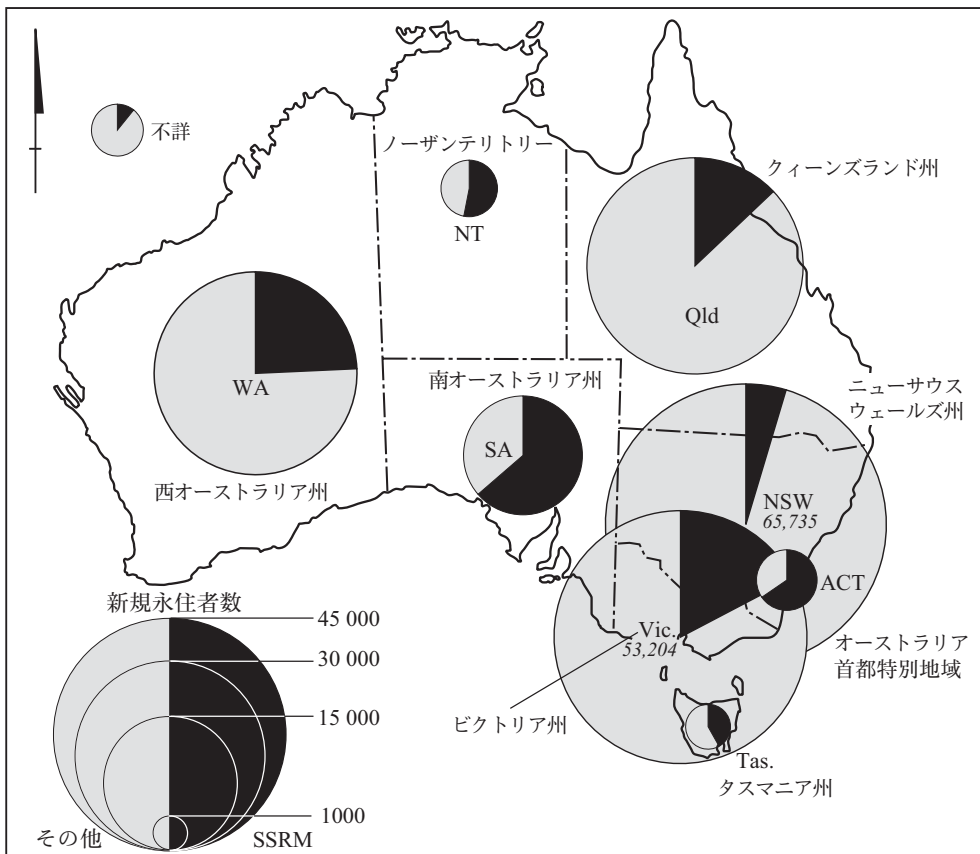 不詳
ノーザンテリトリー
NT
クィーンズランド州
Qld
WA
西オーストラリア州
南オーストラリア州
SA
ニューサウス
ウェールズ州
NSW
65,735
ACT
オーストラリア
首都特別地域
Vic.
53,204
ビクトリア州
Tas.
タスマニア州
新規永住者数
45 000
30 000
15 000
1000
その他
SSRM